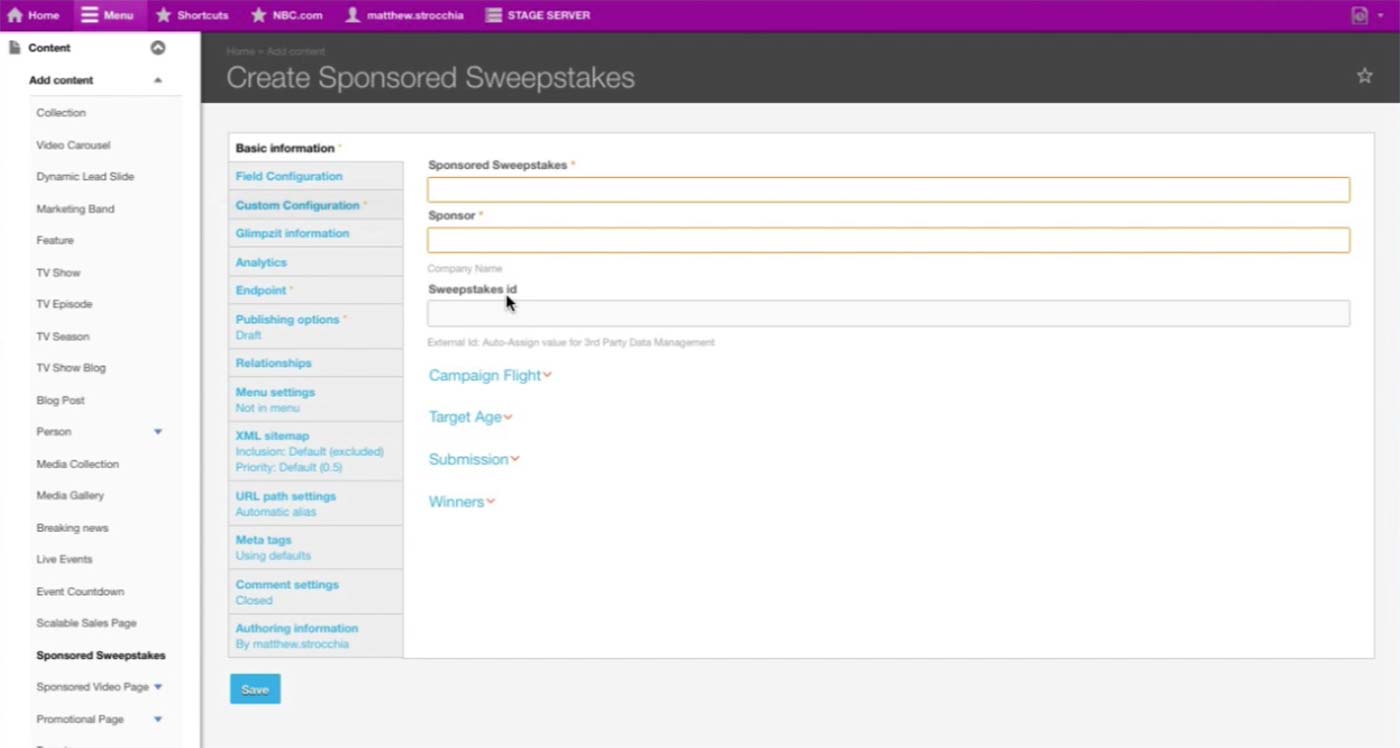 Home Menu Shortcuts NBC.com matthew.strocchia STAGE SERVER
Content
Add content
Collection
Video Carousel
Dynamic Lead Slide
Marketing Band
Feature
TV Show
TV Episode
TV Season
TV Show Blog
Blog Post
Person
Media Collection
Media Gallery
Breaking news
Live Events
Event Countdown
Scalable Sales Page
Sponsored Sweepstakes
Sponsored Video Page
Promotional Page
Home » Add content
Create Sponsored Sweepstakes
Basic information *
Field Configuration
Custom Configuration *
Glimpzit information
Analytics
Endpoint *
Publishing options *
Draft
Relationships
Menu settings
Not in menu
XML sitemap
Inclusion: Default (excluded)
Priority: Default (0.5)
URL path settings
Automatic alias
Meta tags
Using defaults
Comment settings
Closed
Authoring information
By matthew.strocchia
Sponsored Sweepstakes *
Sponsor *
Company Name
Sweepstakes id
External Id: Auto-Assign value for 3rd Party Data Management
Campaign Flight
Target Age
Submission
Winners
Save